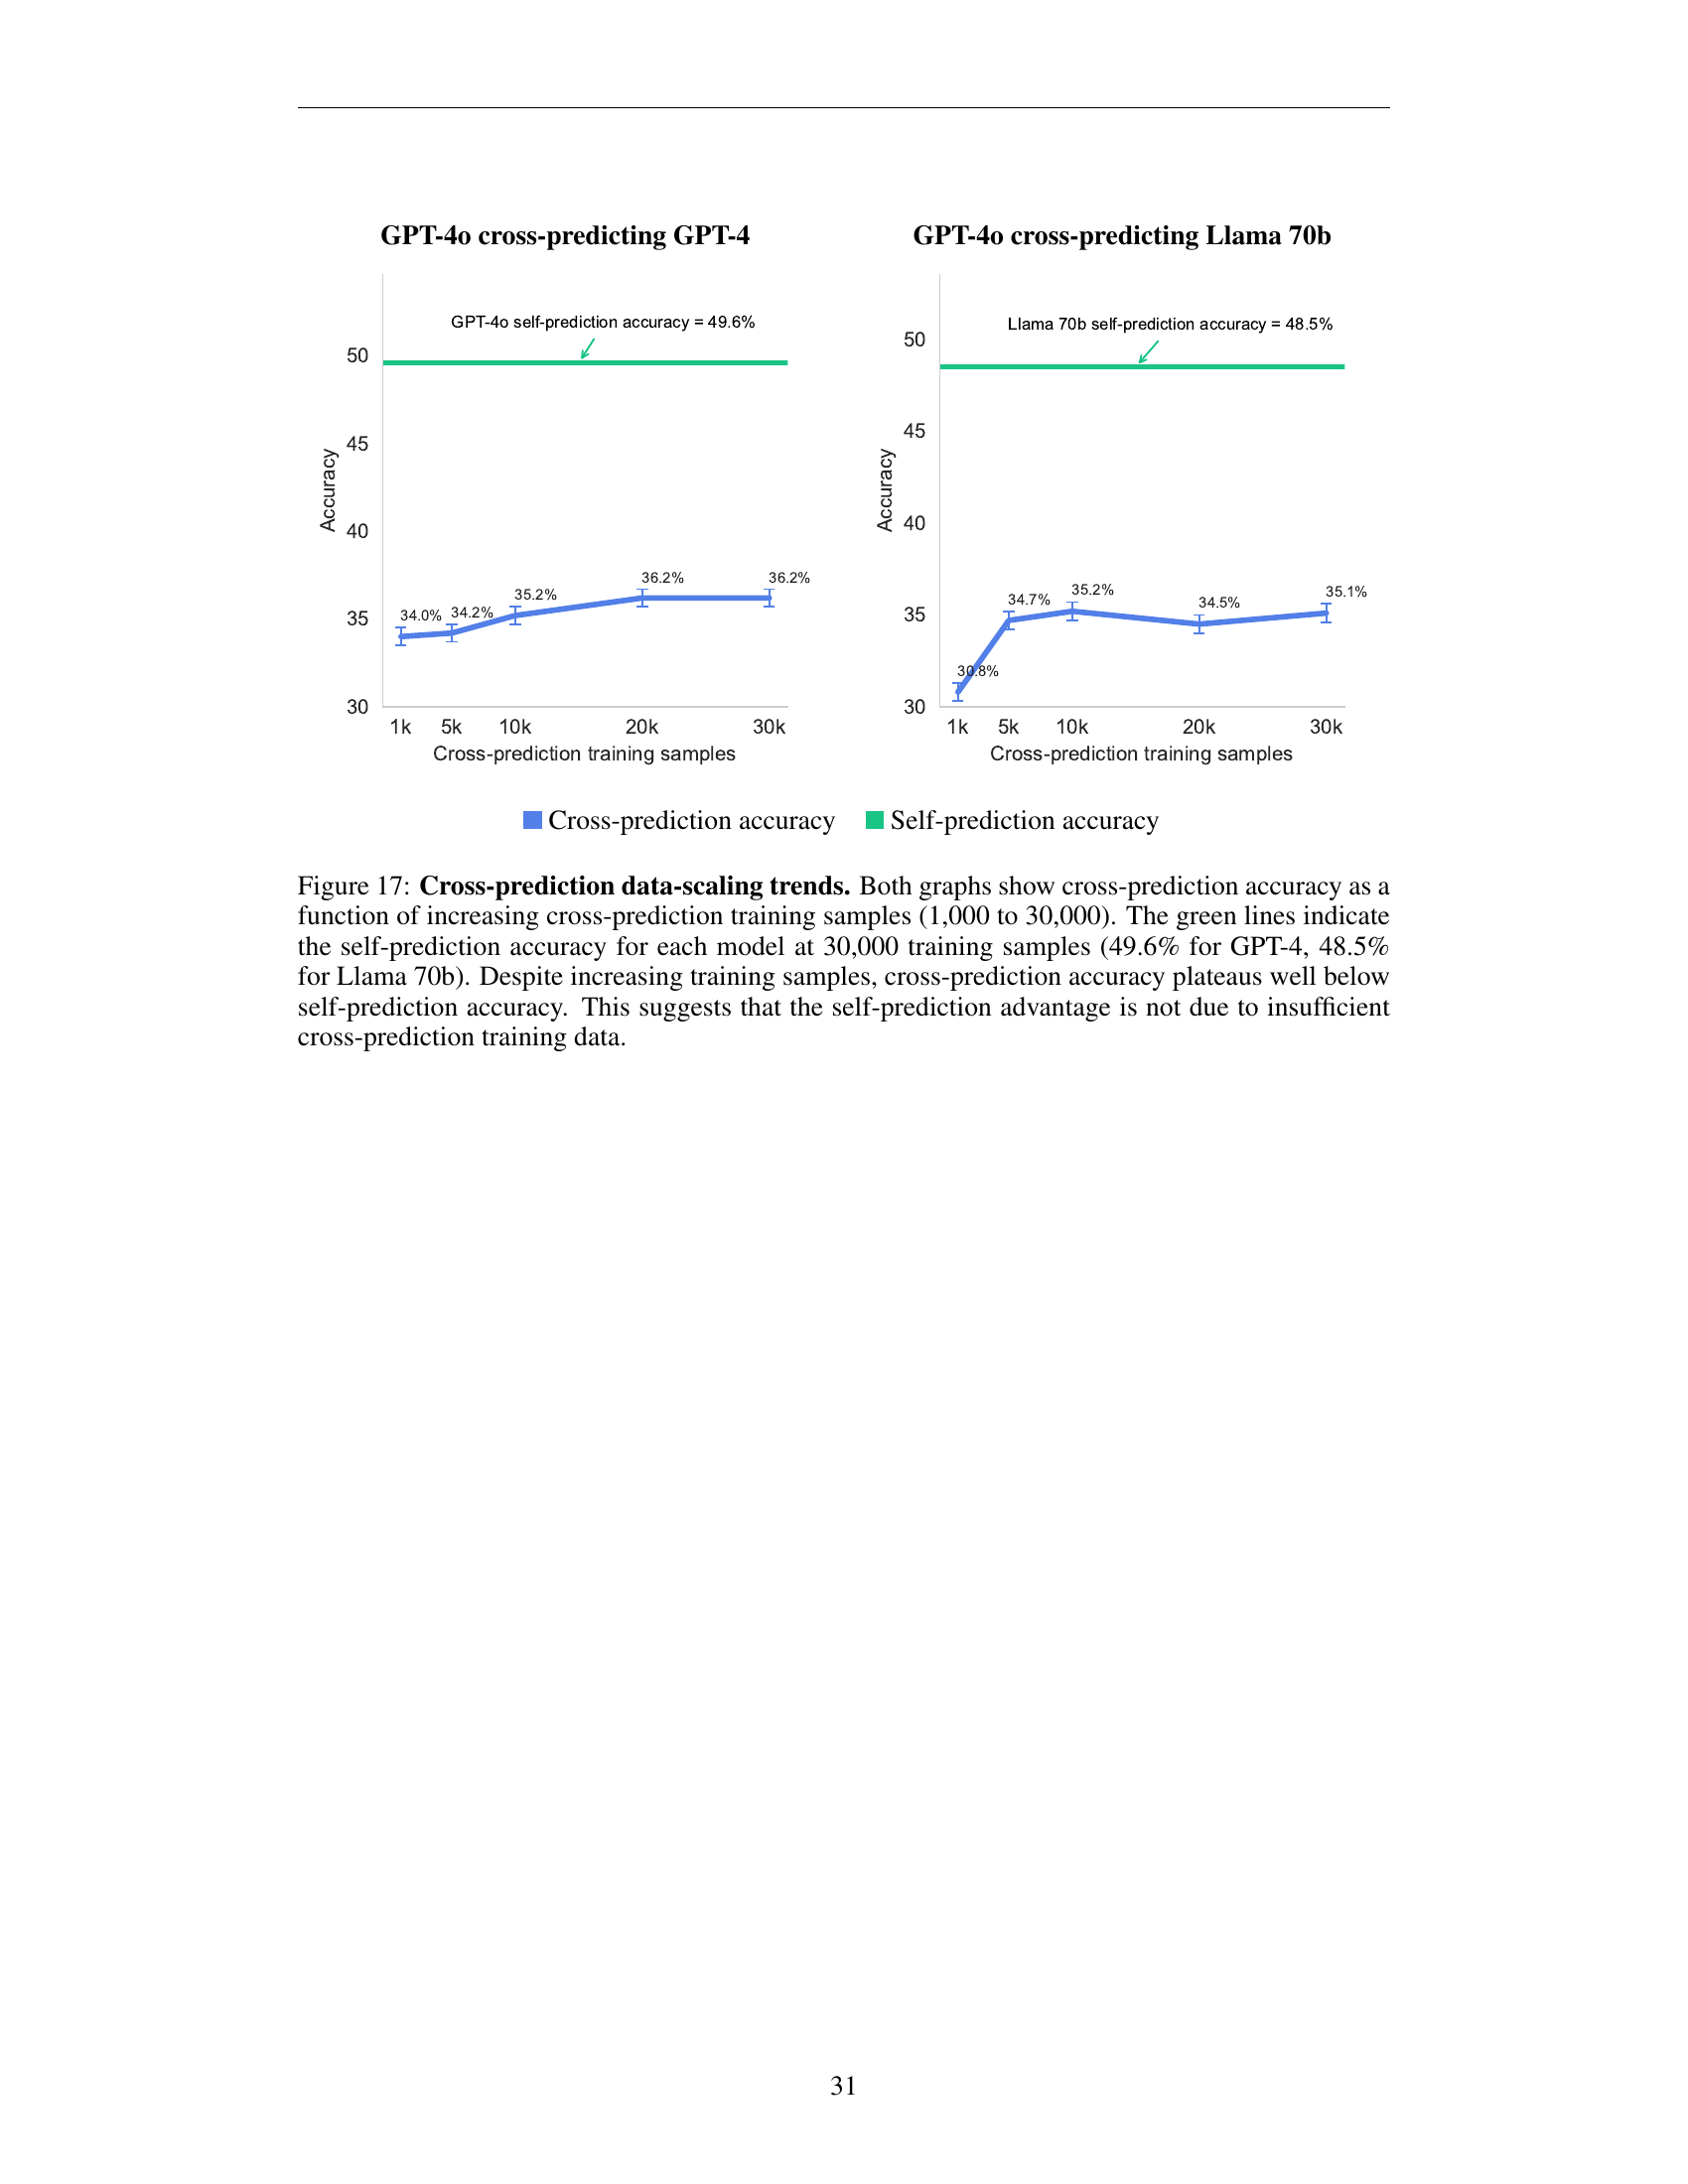 GPT-4o cross-predicting GPT-4
GPT-4o self-prediction accuracy = 49.6%
50
45
40
35
30
Accuracy
34.0%
34.2%
35.2%
36.2%
36.2%
1k 5k 10k 20k 30k
Cross-prediction training samples
GPT-4o cross-predicting Llama 70b
Llama 70b self-prediction accuracy = 48.5%
50
45
40
35
30
Accuracy
30.8%
34.7%
35.2%
34.5%
35.1%
1k 5k 10k 20k 30k
Cross-prediction training samples
Cross-prediction accuracy Self-prediction accuracy
Figure 17: Cross-prediction data-scaling trends. Both graphs show cross-prediction accuracy as a
function of increasing cross-prediction training samples (1,000 to 30,000). The green lines indicate
the self-prediction accuracy for each model at 30,000 training samples (49.6% for GPT-4, 48.5%
for Llama 70b). Despite increasing training samples, cross-prediction accuracy plateaus well below
self-prediction accuracy. This suggests that the self-prediction advantage is not due to insufficient
cross-prediction training data.
31